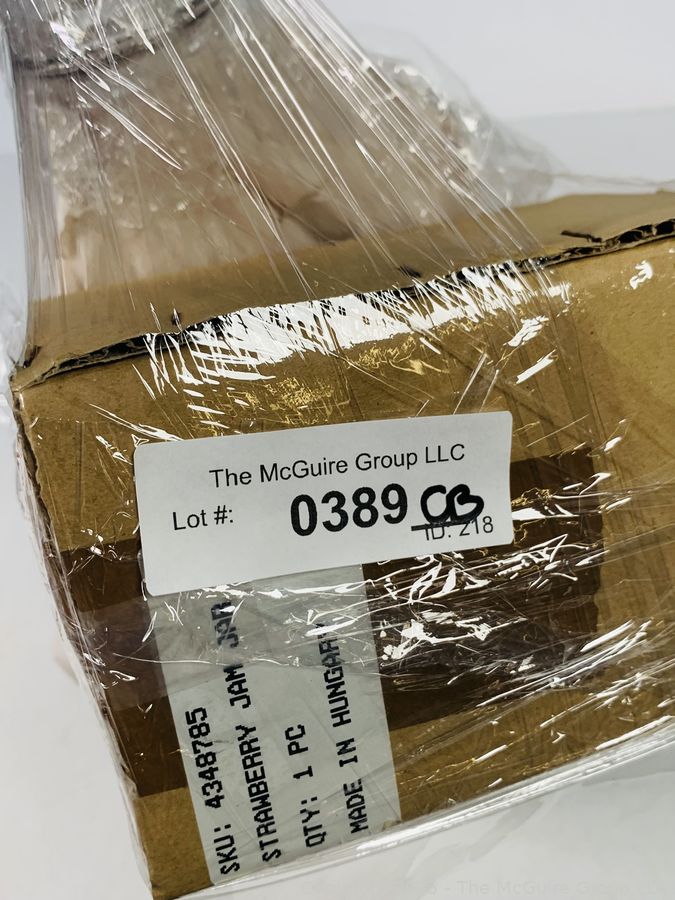 The McGuire Group LLC
Lot #: 0389 CB
ID: 218
SKU: 4348785
STRAWBERRY JAM JAR
QTY: 1 PC
MADE IN HUNGARY
- The McGuire Group LLC